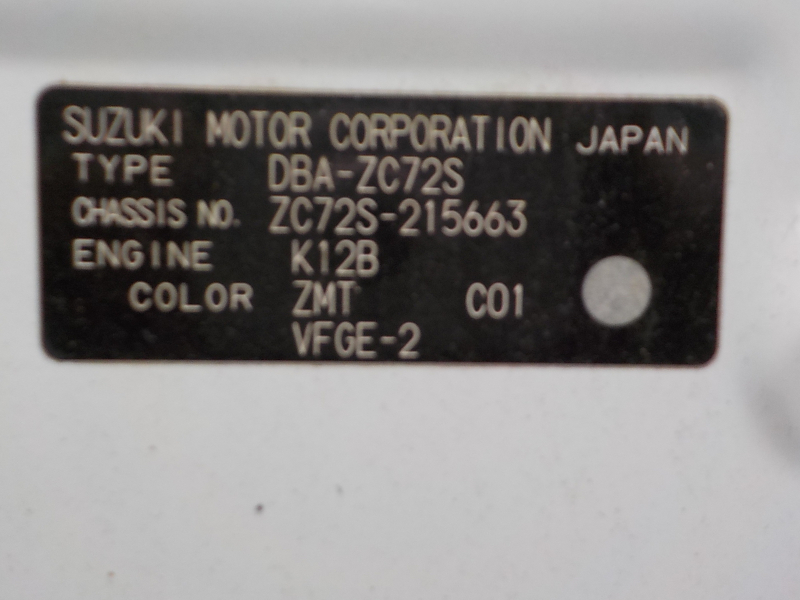 SUZUKI MOTOR CORPORATION JAPAN
TYPE DBA-ZC72S
CHASSIS NO. ZC72S-215663
ENGINE K12B
COLOR ZMT C01
VFGE-2